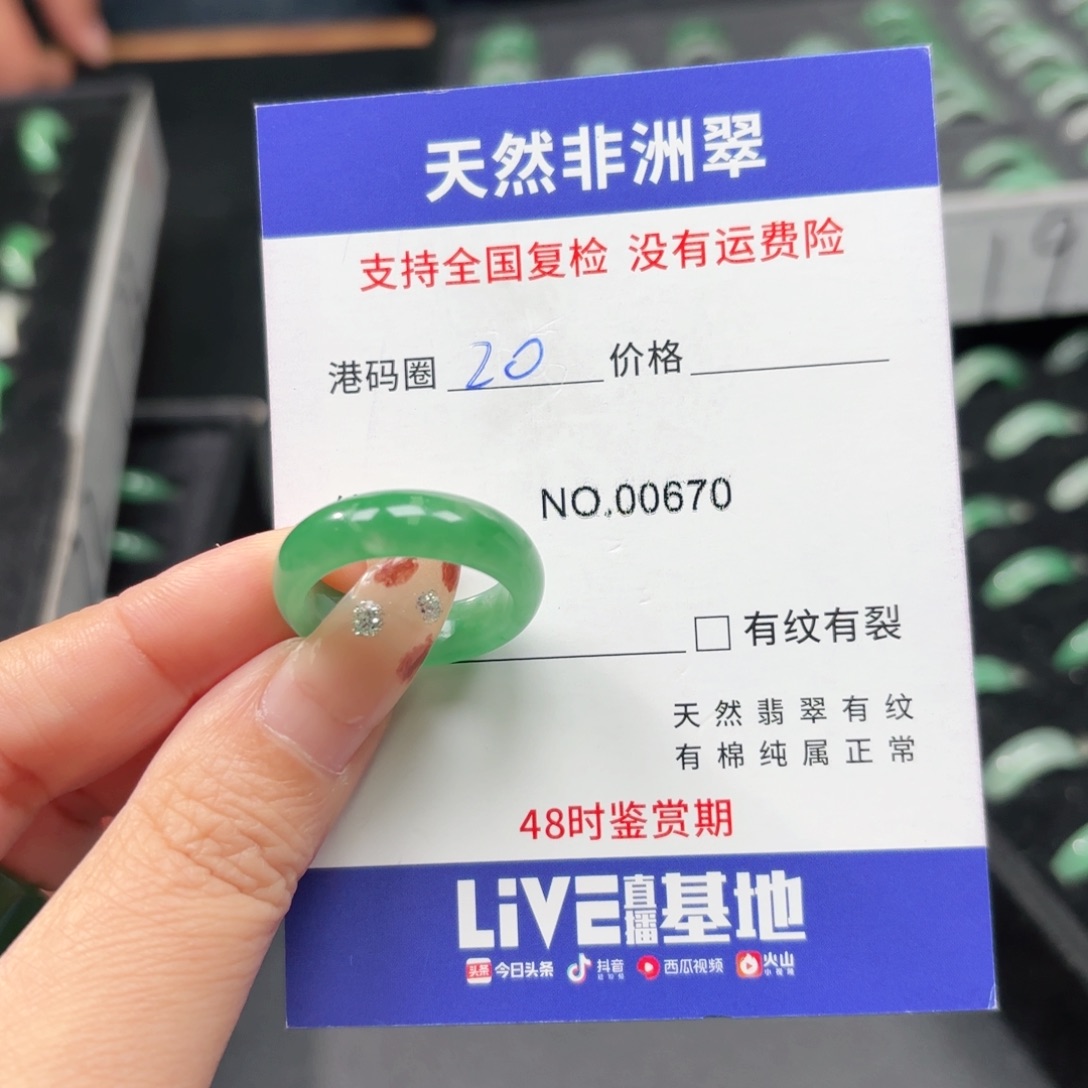 天然非洲翠
支持全国复检 没有运费险
港码圈 20 价格
NO.00670
有纹有裂
天然翡翠有纹
有棉纯属正常
48时鉴赏期
LiVE直播基地
头条 今日头条 抖音 西瓜视频 火山
19